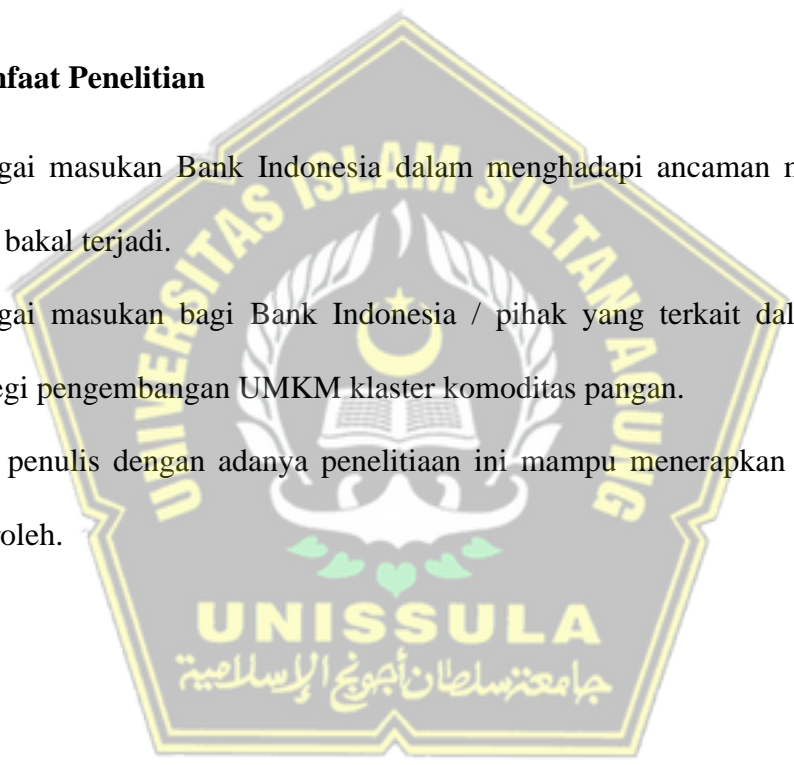 nfaat Penelitian
gai masukan Bank Indonesia dalam menghadapi ancaman
bakal terjadi.
gai masukan bagi Bank Indonesia / pihak yang terkait dal
egi pengembangan UMKM klaster komoditas pangan.
penulis dengan adanya penelitiaan ini mampu menerapkan
roleh.
UNIVERSITAS ISLAM SULTAN AGUNG
UNISSULA
جامعة سلطان أجونج الإسلامية